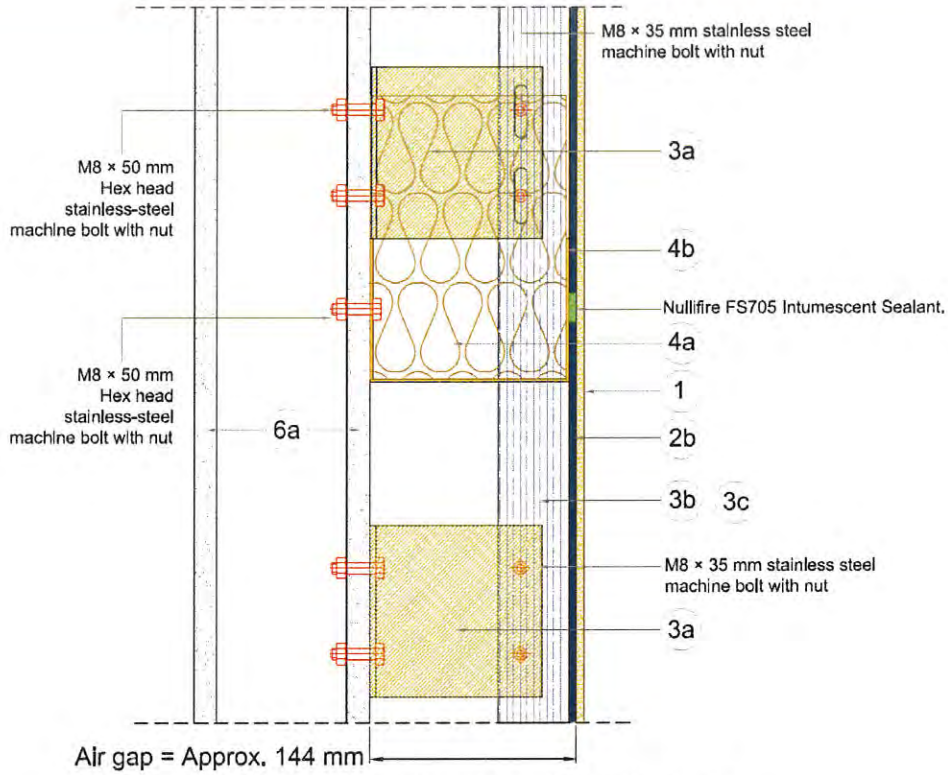 M8 × 35 mm stainless steel
machine bolt with nut
M8 × 50 mm
Hex head
stainless-steel
machine bolt with nut
3a
4b
Nullifire FS705 Intumescent Sealant.
4a
M8 × 50 mm
Hex head
stainless-steel
machine bolt with nut
1
6a
2b
3b 3c
M8 × 35 mm stainless steel
machine bolt with nut
3a
Air gap = Approx. 144 mm